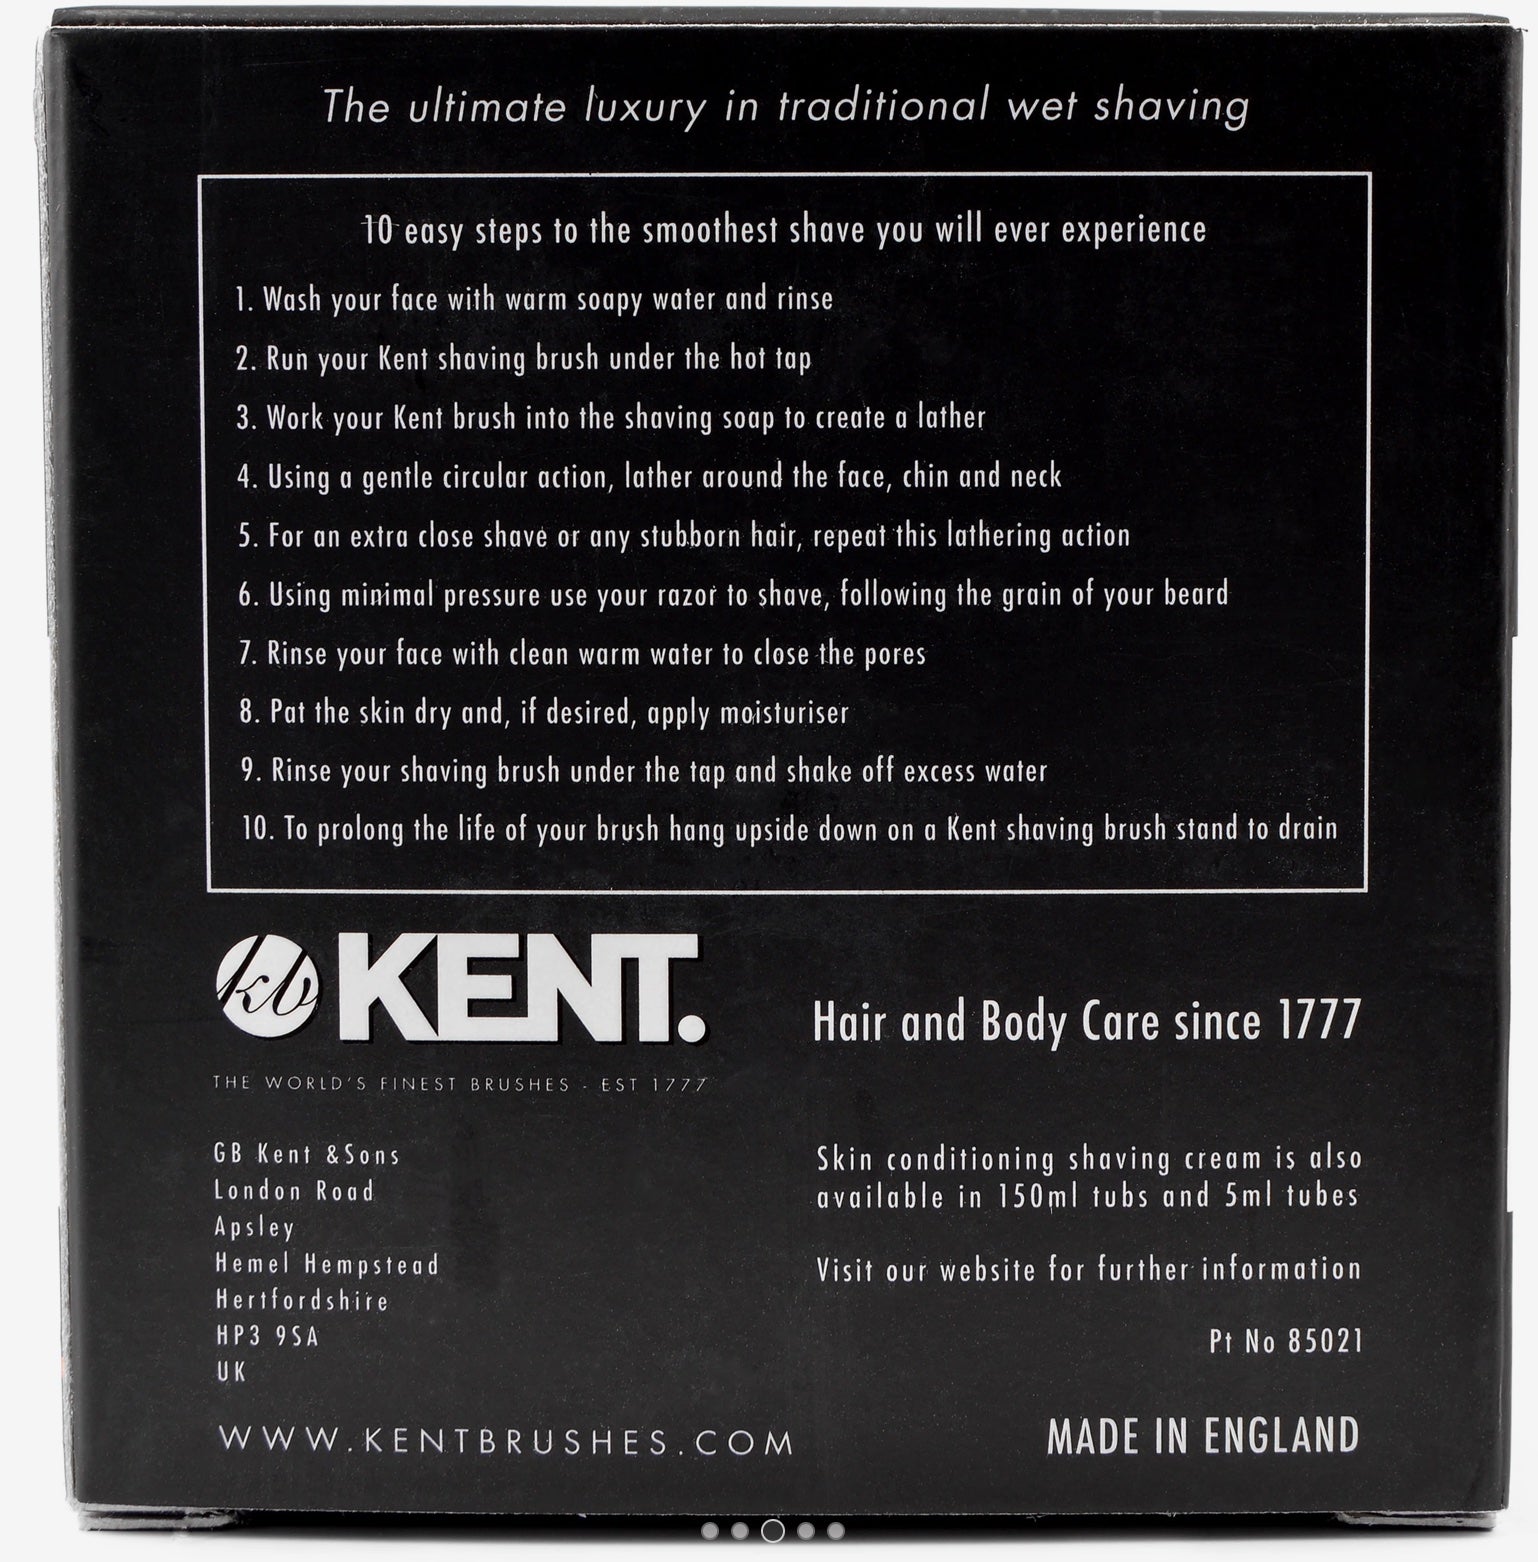 The ultimate luxury in traditional wet shaving
10 easy steps to the smoothest shave you will ever experience
1. Wash your face with warm soapy water and rinse
2. Run your Kent shaving brush under the hot tap
3. Work your Kent brush into the shaving soap to create a lather
4. Using a gentle circular action, lather around the face, chin and neck
5. For an extra close shave or any stubborn hair, repeat this lathering action
6. Using minimal pressure use your razor to shave, following the grain of your beard
7. Rinse your face with clean warm water to close the pores
8. Pat the skin dry and, if desired, apply moisturiser
9. Rinse your shaving brush under the tap and shake off excess water
10. To prolong the life of your brush hang upside down on a Kent shaving brush stand to drain
kb KENT.
THE WORLD'S FINEST BRUSHES - EST 1777
Hair and Body Care since 1777
GB Kent &Sons
London Road
Apsley
Hemel Hempstead
Hertfordshire
HP3 9SA
UK
WWW.KENTBRUSHES.COM
Skin conditioning shaving cream is also
available in 150ml tubs and 5ml tubes
Visit our website for further information
Pt No 85021
MADE IN ENGLAND